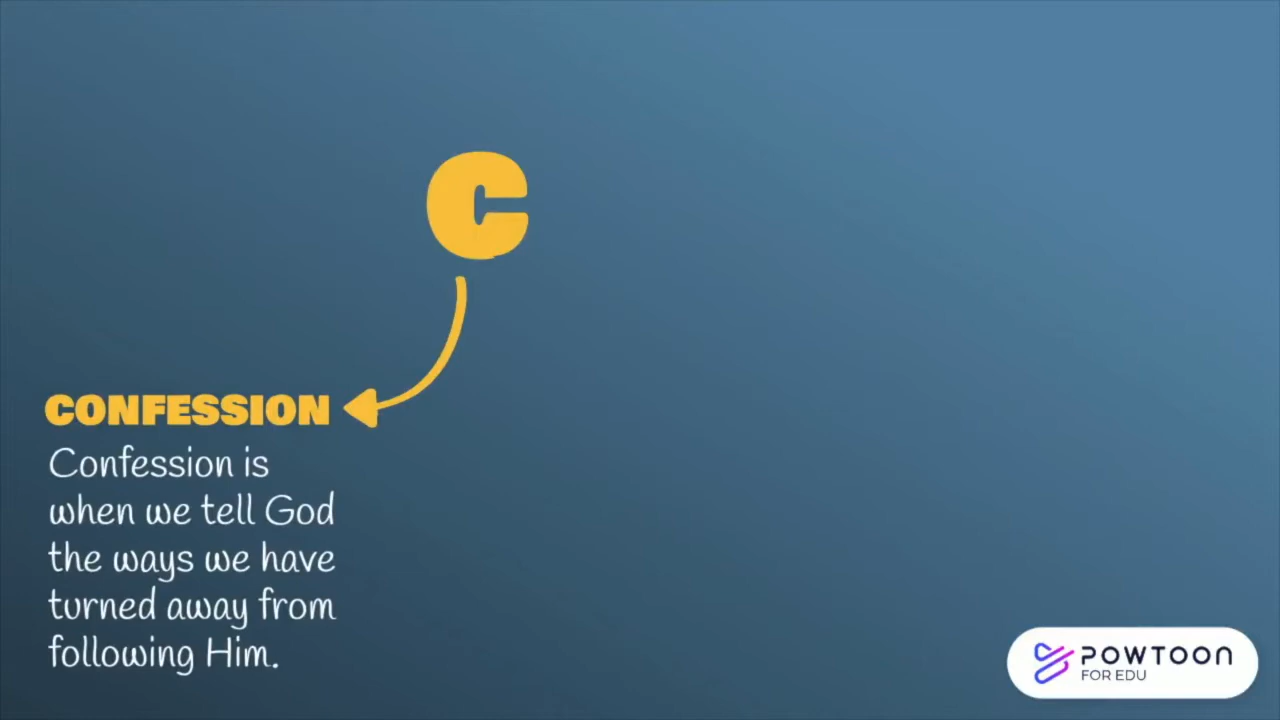 C
CONFESSION
Confession is
when we tell God
the ways we have
turned away from
following Him.
POWTOON
FOR EDU